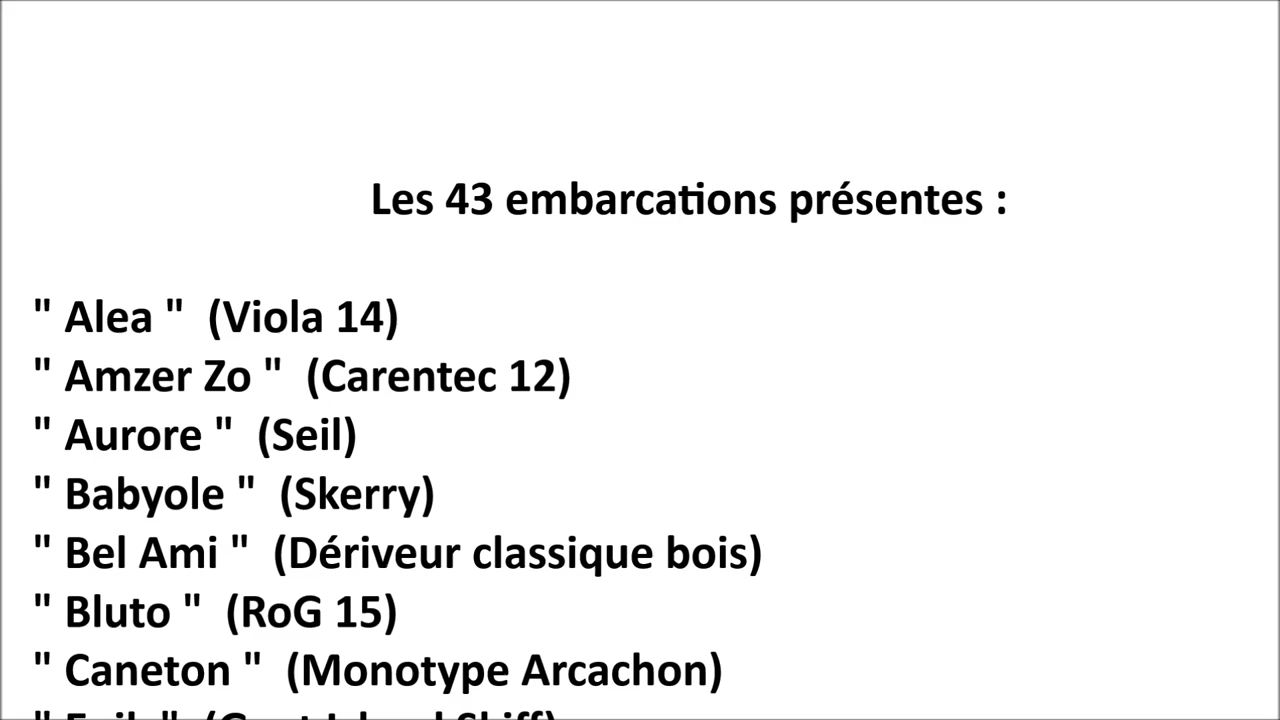 Les 43 embarcations présentes :
" Alea " (Viola 14)
" Amzer Zo " (Carentec 12)
" Aurore " (Seil)
" Babyole " (Skerry)
" Bel Ami " (Dériveur classique bois)
" Bluto " (RoG 15)
" Caneton " (Monotype Arcachon)